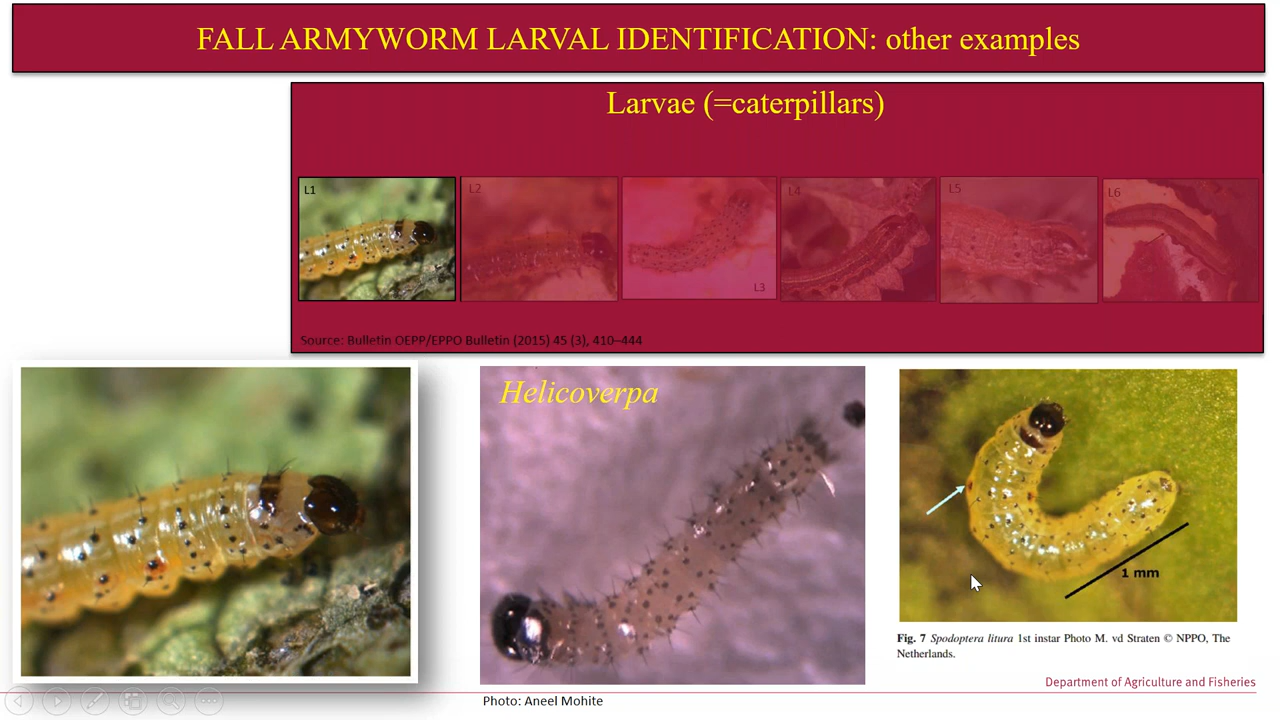 FALL ARMYWORM LARVAL IDENTIFICATION: other examples
Larvae (=caterpillars)
L1
L2
L3
L4
L5
L6
Source: Bulletin OEPP/EPPO Bulletin (2015) 45 (3), 410–444
Helicoverpa
1 mm
Fig. 7 Spodoptera litura 1st instar Photo M. vd Straten © NPPO, The
Netherlands.
Department of Agriculture and Fisheries
Photo: Aneel Mohite